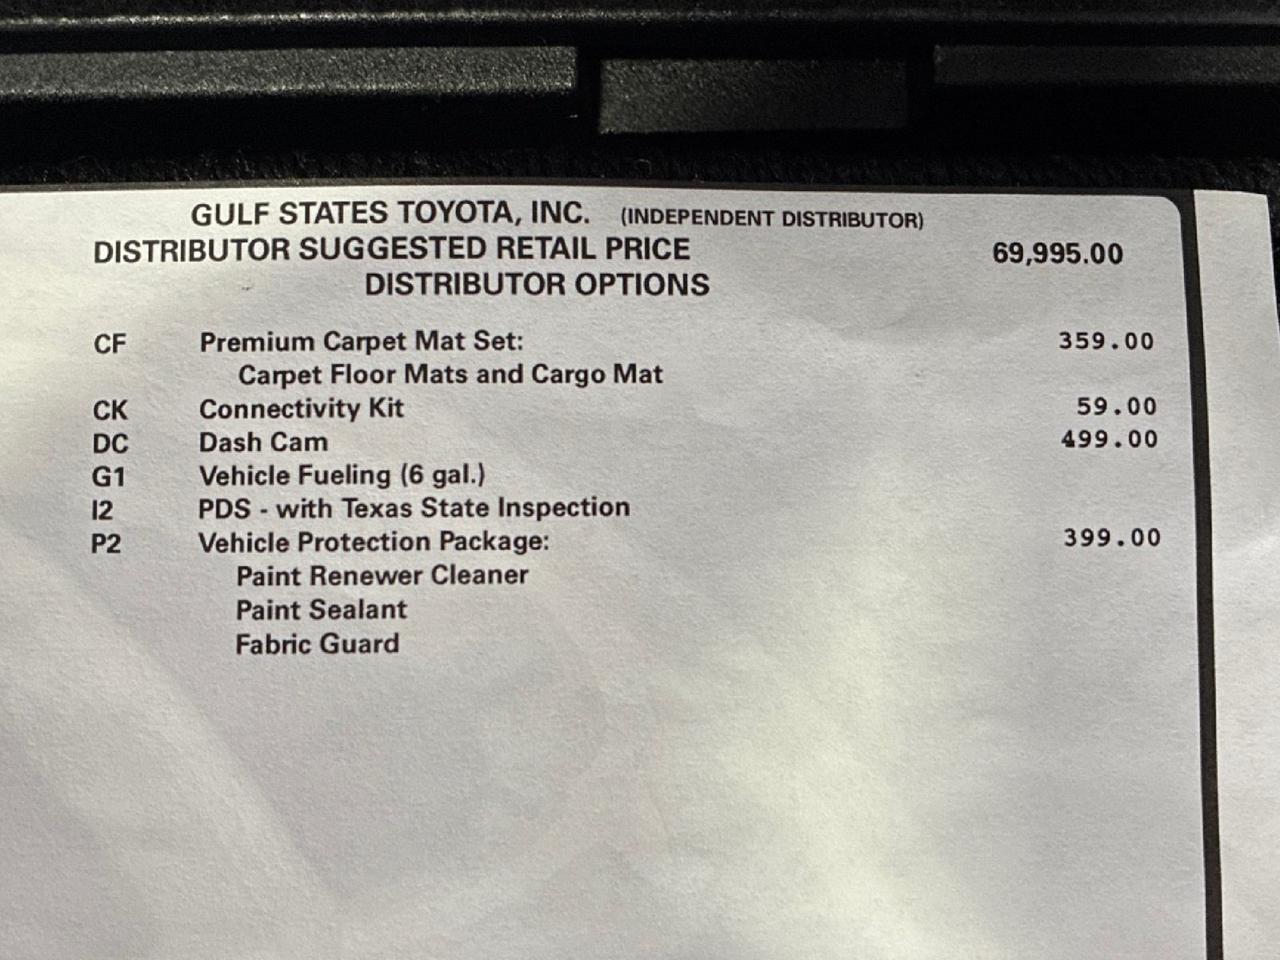 GULF STATES TOYOTA, INC. (INDEPENDENT DISTRIBUTOR)
DISTRIBUTOR SUGGESTED RETAIL PRICE 69,995.00
DISTRIBUTOR OPTIONS
CF Premium Carpet Mat Set: 359.00
Carpet Floor Mats and Cargo Mat
CK Connectivity Kit 59.00
DC Dash Cam 499.00
G1 Vehicle Fueling (6 gal.)
I2 PDS - with Texas State Inspection
P2 Vehicle Protection Package: 399.00
Paint Renewer Cleaner
Paint Sealant
Fabric Guard